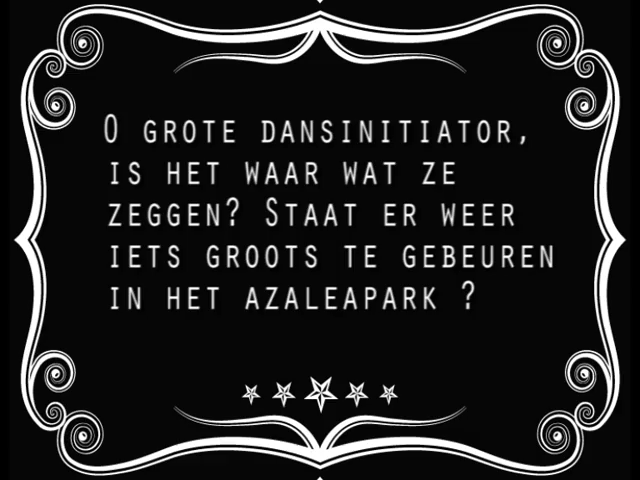 O grote dansinitiator,
is het waar wat ze
zeggen? Staat er weer
iets groots te gebeuren
in het azaleapark ?